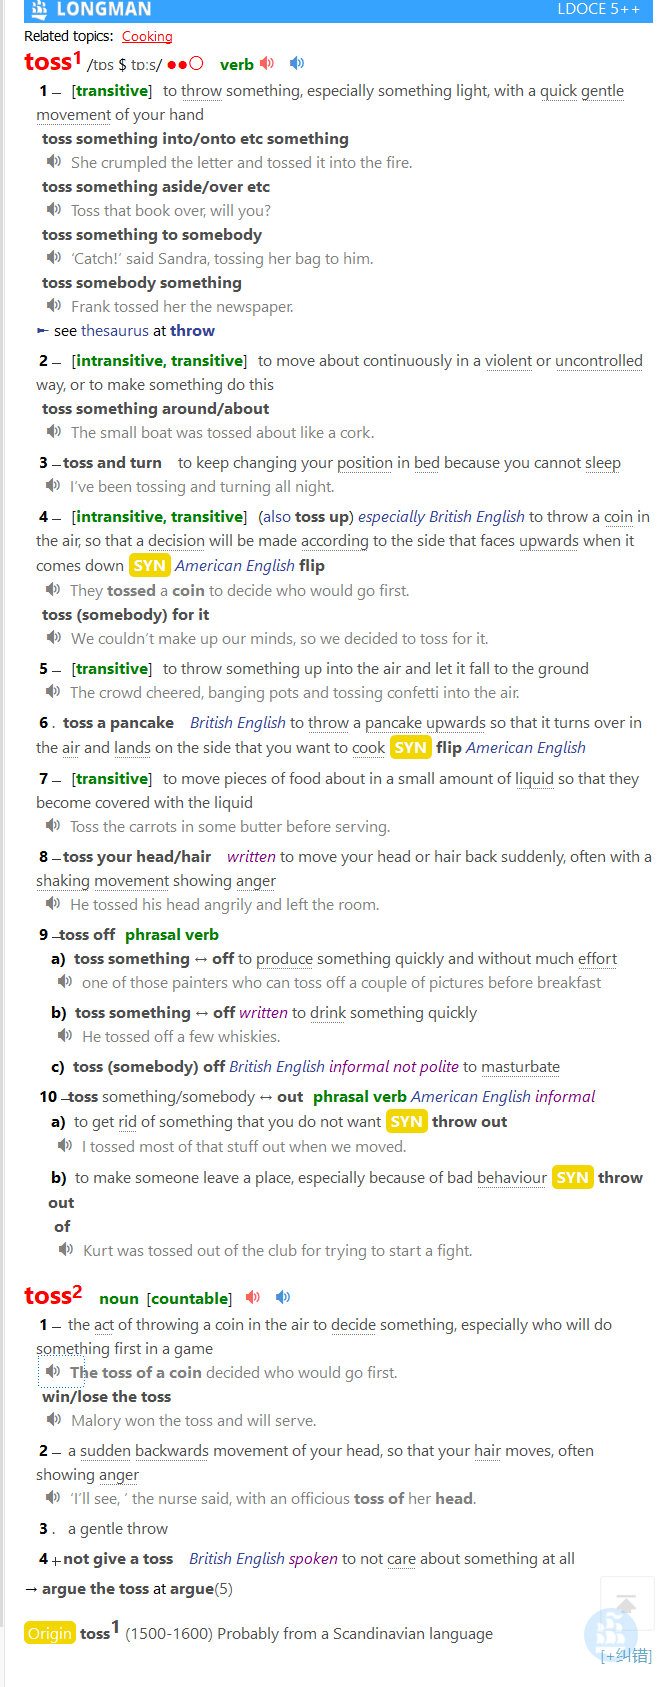 LONGMAN
LDOCE 5++
Related topics: Cooking
toss1 /tɒs $ tɒːs/ ●●○ verb
1 – [transitive] to throw something, especially something light, with a quick gentle
movement of your hand
toss something into/onto etc something
She crumpled the letter and tossed it into the fire.
toss something aside/over etc
Toss that book over, will you?
toss something to somebody
‘Catch!’ said Sandra, tossing her bag to him.
toss somebody something
Frank tossed her the newspaper.
► see thesaurus at throw
2 – [intransitive, transitive] to move about continuously in a violent or uncontrolled
way, or to make something do this
toss something around/about
The small boat was tossed about like a cork.
3 – toss and turn to keep changing your position in bed because you cannot sleep
I’ve been tossing and turning all night.
4 – [intransitive, transitive] (also toss up) especially British English to throw a coin in
the air, so that a decision will be made according to the side that faces upwards when it
comes down SYN American English flip
They tossed a coin to decide who would go first.
toss (somebody) for it
We couldn’t make up our minds, so we decided to toss for it.
5 – [transitive] to throw something up into the air and let it fall to the ground
The crowd cheered, banging pots and tossing confetti into the air.
6 . toss a pancake British English to throw a pancake upwards so that it turns over in
the air and lands on the side that you want to cook SYN flip American English
7 – [transitive] to move pieces of food about in a small amount of liquid so that they
become covered with the liquid
Toss the carrots in some butter before serving.
8 – toss your head/hair written to move your head or hair back suddenly, often with a
shaking movement showing anger
He tossed his head angrily and left the room.
9 – toss off phrasal verb
a) toss something ↔ off to produce something quickly and without much effort
one of those painters who can toss off a couple of pictures before breakfast
b) toss something ↔ off written to drink something quickly
He tossed off a few whiskies.
c) toss (somebody) off British English informal not polite to masturbate
10 – toss something/somebody ↔ out phrasal verb American English informal
a) to get rid of something that you do not want SYN throw out
I tossed most of that stuff out when we moved.
b) to make someone leave a place, especially because of bad behaviour SYN throw
out
of
Kurt was tossed out of the club for trying to start a fight.
toss2 noun [countable]
1 – the act of throwing a coin in the air to decide something, especially who will do
something first in a game
The toss of a coin decided who would go first.
win/lose the toss
Malory won the toss and will serve.
2 – a sudden backwards movement of your head, so that your hair moves, often
showing anger
‘I’ll see, ’ the nurse said, with an officious toss of her head.
3 . a gentle throw
4 + not give a toss British English spoken to not care about something at all
→ argue the toss at argue(5)
Origin toss1 (1500-1600) Probably from a Scandinavian language
[+纠错]